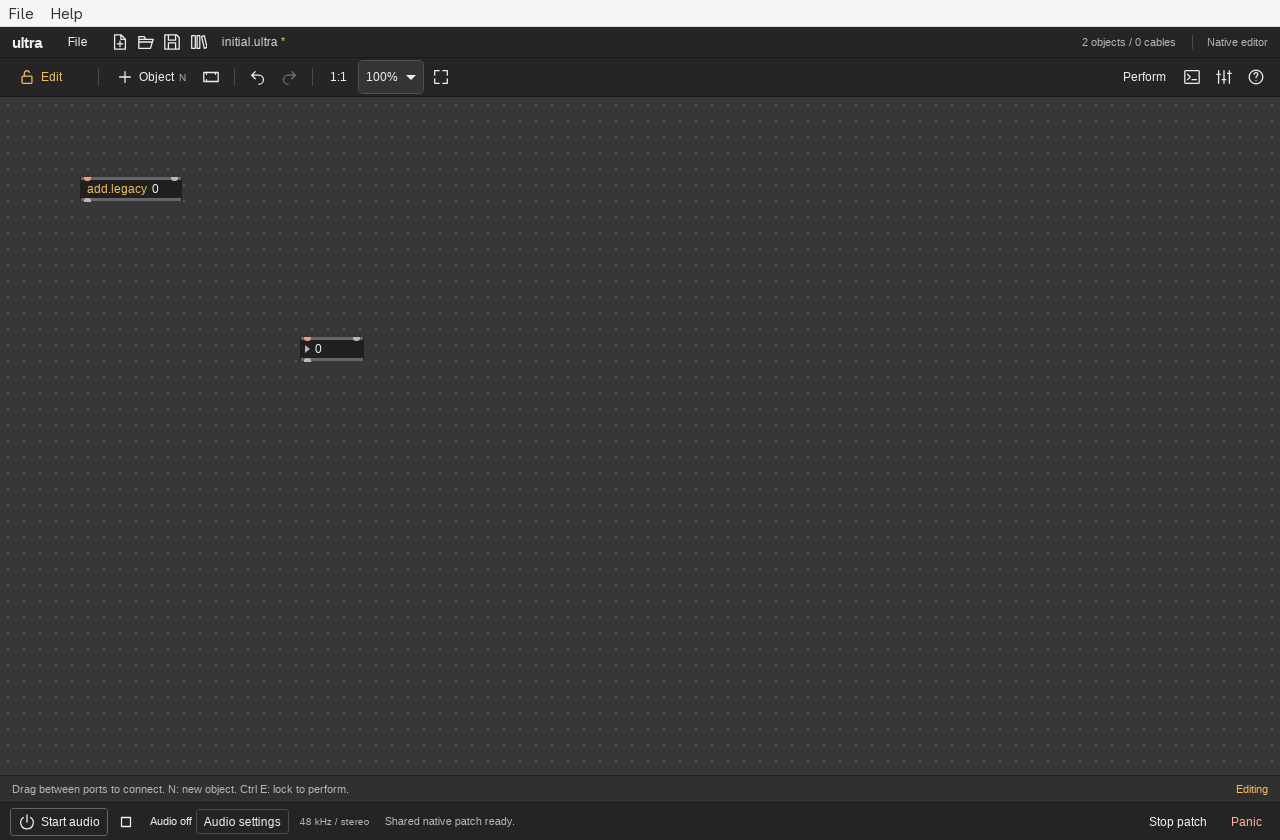 File Help
ultra File initial.ultra * 2 objects / 0 cables Native editor
Edit Object N 1:1 100% Perform
add.legacy 0
0
Drag between ports to connect. N: new object. Ctrl E: lock to perform. Editing
Start audio Audio off Audio settings 48 kHz / stereo Shared native patch ready. Stop patch Panic